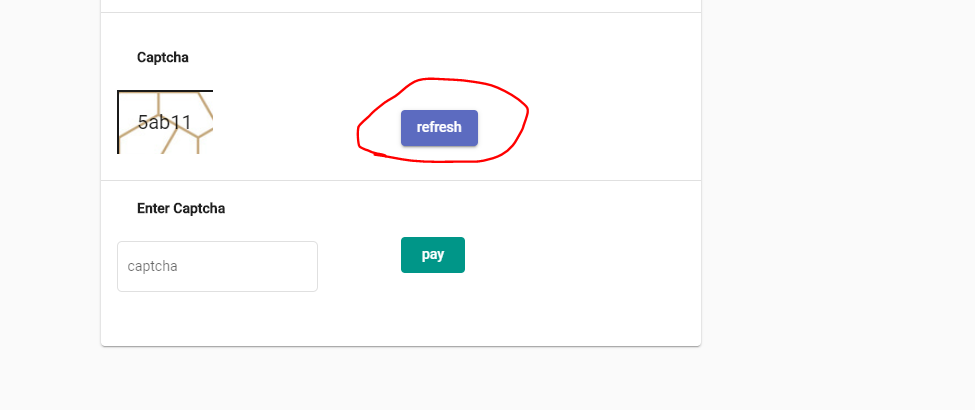 Captcha
5ab11
refresh
Enter Captcha
captcha
pay